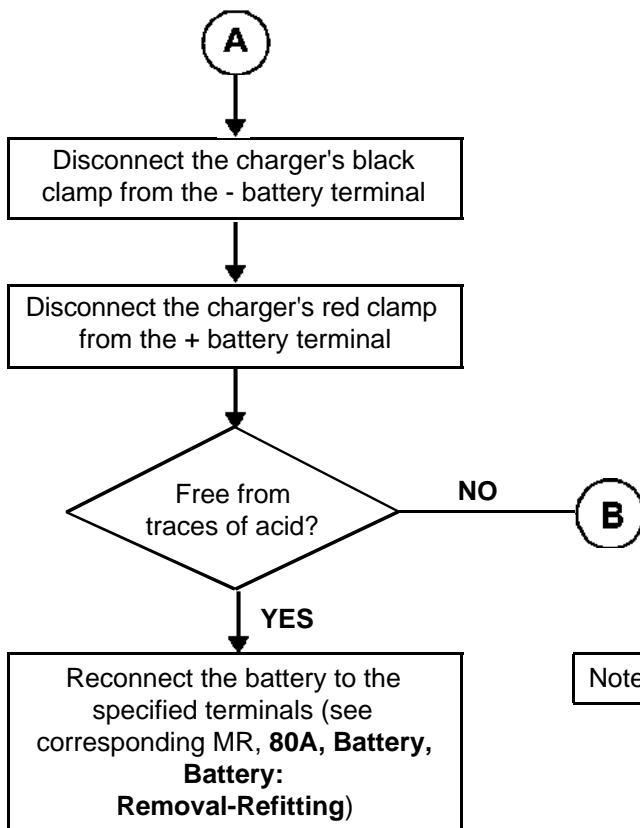 A
Disconnect the charger's black
clamp from the - battery terminal
Disconnect the charger's red clamp
from the + battery terminal
Free from
traces of acid?
NO
B
YES
Reconnect the battery to the
specified terminals (see
corresponding MR, 80A, Battery,
Battery:
Removal-Refitting)
Note